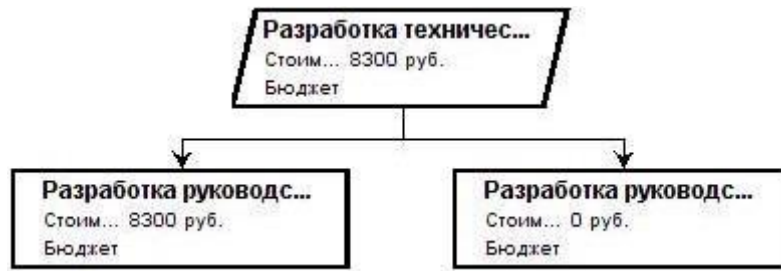 Разработка техничес...
Стоим... 8300 руб.
Бюджет
Разработка руководс...
Стоим... 8300 руб.
Бюджет
Разработка руководс...
Стоим... 0 руб.
Бюджет